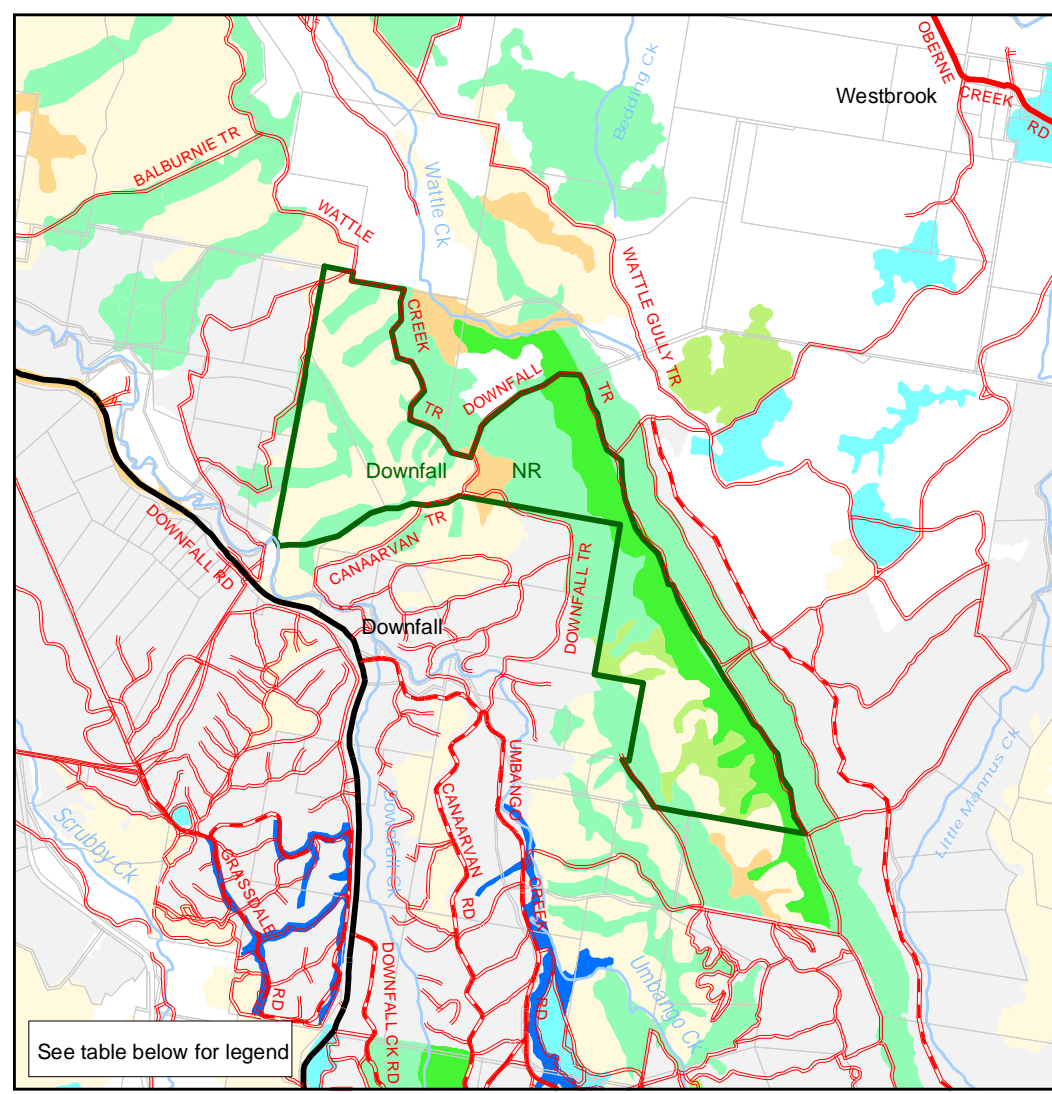 OBERNE
CREEK
RD
Westbrook
Bedding Ck
BALBURNIE TR
Wattle Ck
WATTLE
WATTLE GULLY TR
CREEK
TR
DOWNFALL
TR
Downfall
NR
DOWNFALL RD
CANAARVAN
TR
DOWNFALL TR
Downfall
Little Mannus Ck
UMBANGO
CREEK
RD
CANAARVAN
RD
Downfall Ck
Scrubby Ck
GRASSDALE
RD
DOWNFALL CK RD
Umbango Ck
See table below for legend